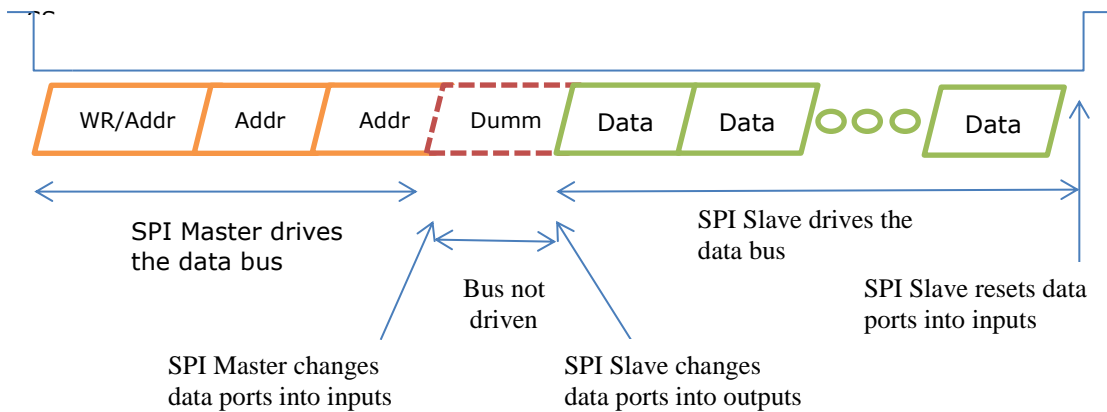 WR/Addr Addr Addr Dumm Data Data Data
SPI Master drives
the data bus
SPI Slave drives the
data bus
Bus not
driven
SPI Slave resets data
ports into inputs
SPI Master changes
data ports into inputs
SPI Slave changes
data ports into outputs